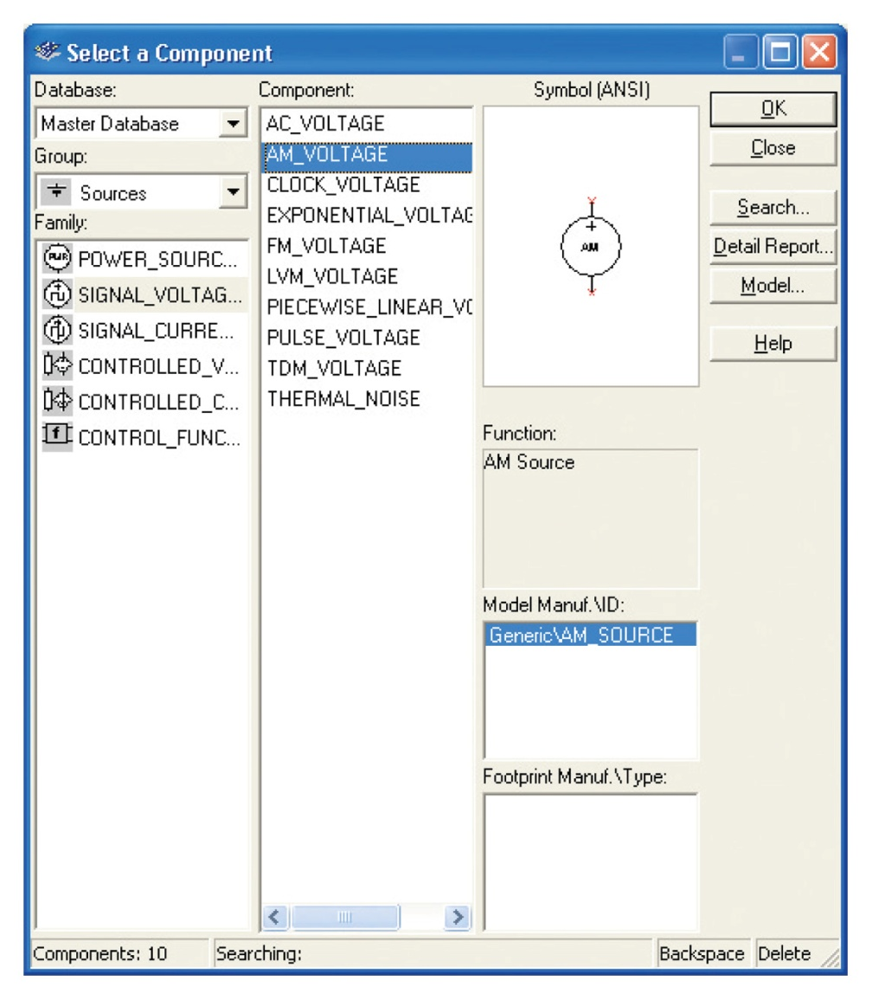 Select a Component
Database:
Master Database
Group:
Sources
Family:
POWER_SOURC...
SIGNAL_VOLTAG...
SIGNAL_CURRE...
CONTROLLED_V...
CONTROLLED_C...
CONTROL_FUNC...
Component:
AC_VOLTAGE
AM_VOLTAGE
CLOCK_VOLTAGE
EXPONENTIAL_VOLTAG
FM_VOLTAGE
LVM_VOLTAGE
PIECEWISE_LINEAR_VO
PULSE_VOLTAGE
TDM_VOLTAGE
THERMAL_NOISE
Symbol (ANSI)
+
AM
Function:
AM Source
Model Manuf.\ID:
Generic\AM_SOURCE
Footprint Manuf.\Type:
OK
Close
Search...
Detail Report...
Model...
Help
Components: 10
Searching:
Backspace
Delete